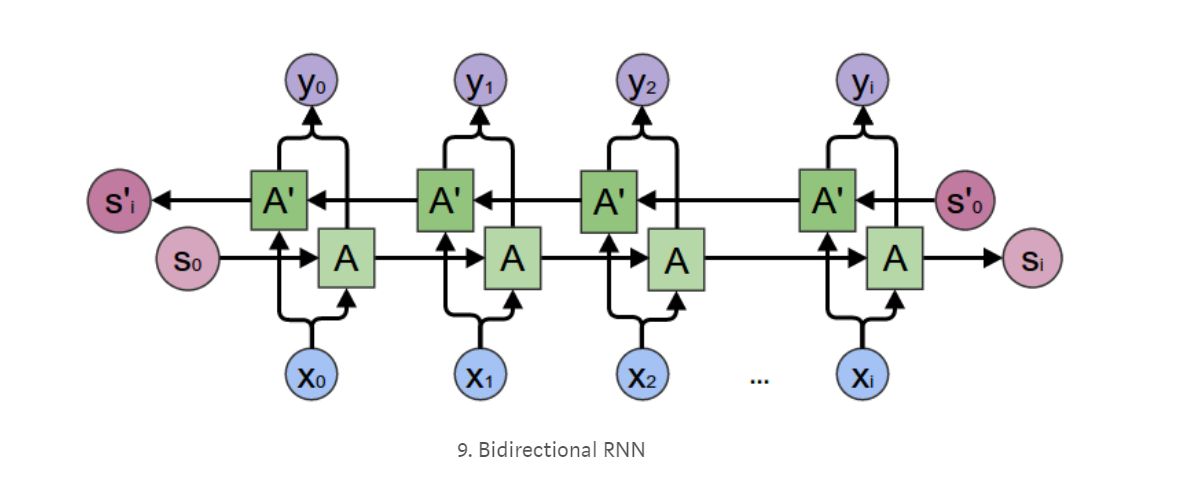 y₀ y₁ y₂ yᵢ
s'ᵢ A' A' A' A' s'₀
s₀ A A A A sᵢ
x₀ x₁ x₂ ... xᵢ
9. Bidirectional RNN